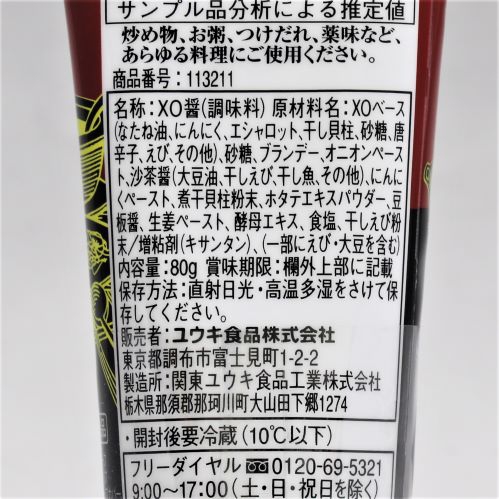 サンプル品分析による推定値
炒め物、お粥、つけだれ、薬味など、
あらゆる料理にご使用ください。
商品番号:113211
名称:XO醤(調味料) 原材料名:XOベース
(なたね油、にんにく、エシャロット、干し貝柱、砂糖、唐
辛子、えび、その他)、砂糖、ブランデー、オニオンペース
ト、沙茶醤(大豆油、干しえび、干し魚、その他)、にんに
くペースト、煮干貝柱粉末、ホタテエキスパウダー、豆
板醤、生姜ペースト、酵母エキス、食塩、干しえび粉
末/増粘剤(キサンタン)、(一部にえび・大豆を含む)
内容量:80g 賞味期限:欄外上部に記載
保存方法:直射日光・高温多湿をさけて保
存してください。
販売者:ユウキ食品株式会社
東京都調布市富士見町1-2-2
製造所:関東ユウキ食品工業株式会社
栃木県那須郡那珂川町大山田下郷1274
・開封後要冷蔵(10℃以下)
フリーダイヤル 0120-69-5321
9:00〜17:00(土・日・祝日を除く)